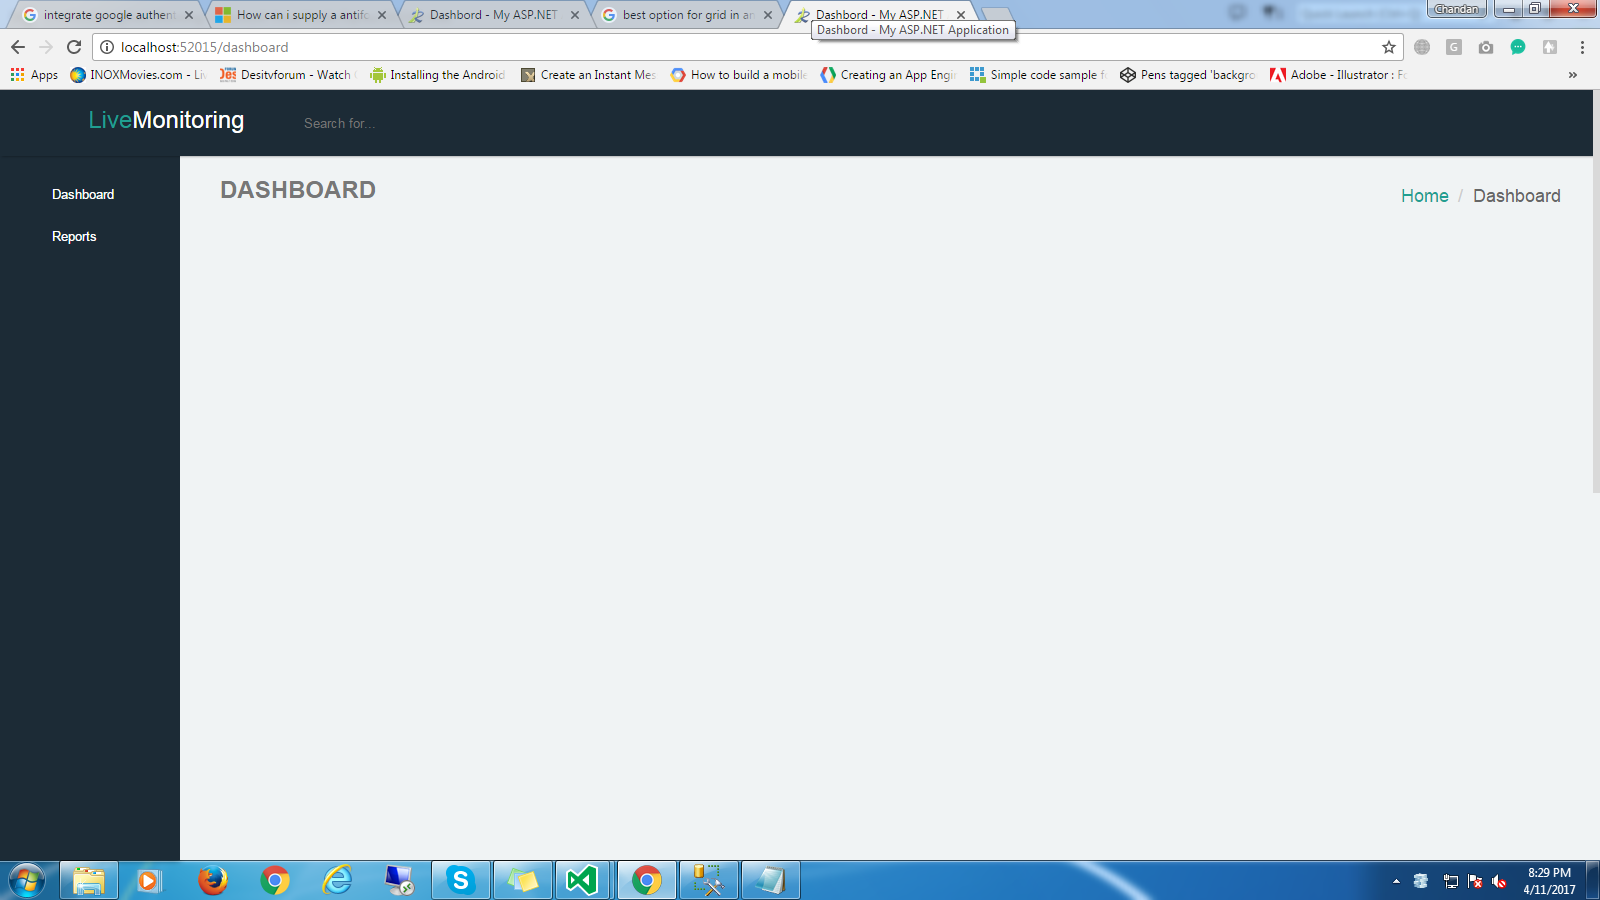 integrate google authent
How can i supply a antifo
Dashbord - My ASP.NET
best option for grid in an
Dashbord - My ASP.NET
Chandan
Dashbord - My ASP.NET Application
localhost:52015/dashboard
Apps
INOXMovies.com - Liv
Desitvforum - Watch
Installing the Android
Create an Instant Mes
How to build a mobile
Creating an App Engi
Simple code sample f
Pens tagged 'backgro
Adobe - Illustrator : Fo
LiveMonitoring
Search for...
Dashboard
Reports
DASHBOARD
Home / Dashboard
8:29 PM
4/11/2017